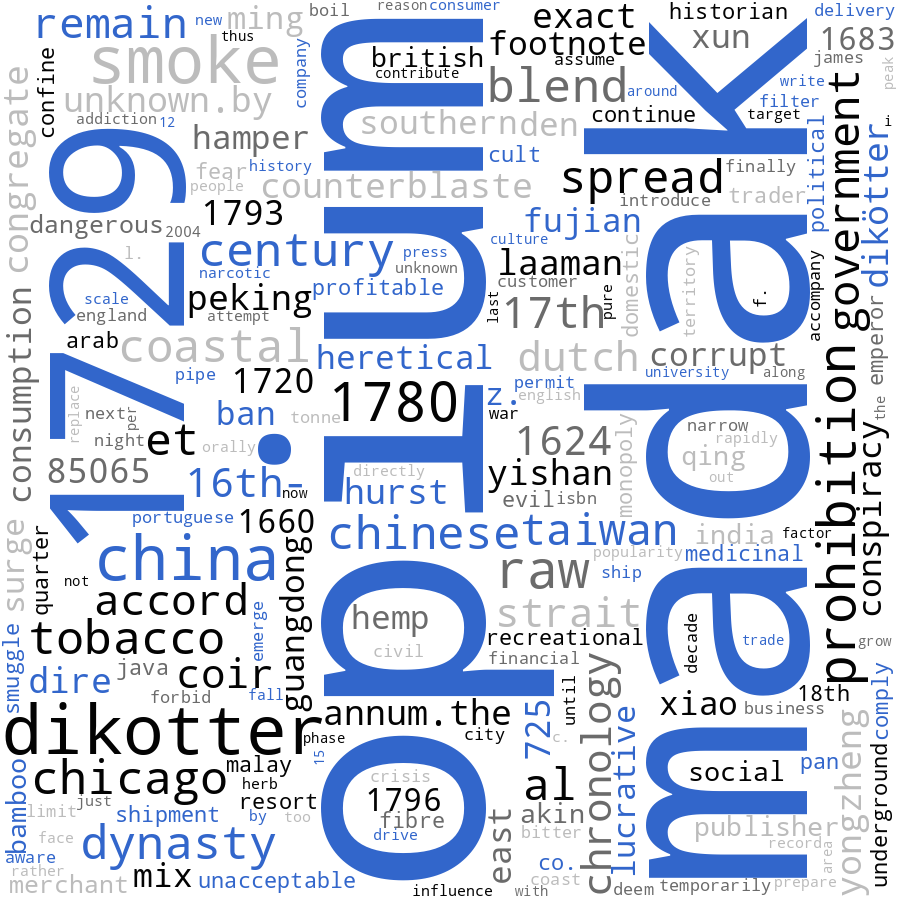 reason consumer
boil
remain new ming
thus
smoke
unknown.by
company
confine
congregate
addiction 12
hamper
1729.
fear history
people
dangerous 2004
1793
l.
century
narcotic
scale
england
peking
attempt
arab
coastal
pipe
1720
replace
next per
night et
ban
tonne
orally
85065
16th-
now
consumption
portuguese 1660
surge
quarter
not
china
accord
tobacco
emerge
guangdong
java coir
dire
forbid fall
smuggle
dikotter
phase
chicago
malay
herb
15
resort
bamboo
limit just
shipment
by too
face
dynasty
aware
rather
merchant mix unacceptable
opium
british
contribute
southern den
counterblaste
press
unknown
profitable
heretical
1780
directly
hurst
chinese taiwan
hemp
civil
annum.the
city
crisis
1796
fibre
drive
influence with
exact
footnote
assume
blend around
continue
cult
spread
introduce
fujian
culture
laaman
customer
last
17th
pure
domestic
dutch
z. permit
english
war
1624
monopoly
yishan
evil isbn
raw
popularity
ship
strait
recreational
financial
until
725
c.
chronology
lucrative
al
akin
bitter
east
co.
coast
deem temporarily prepare
madak
historian delivery
xun
1683
james
peak
write
filter
target
i
finally
trader
political
territory
f.
accompany
government
dikötter
emperor
corrupt
university along
the
narrow
rapidly
qing
out
prohibition
conspiracy
india factor
medicinal
decade
trade
grow
xiao
18th
business
comply
social pan
publisher
record
area
yongzheng
underground